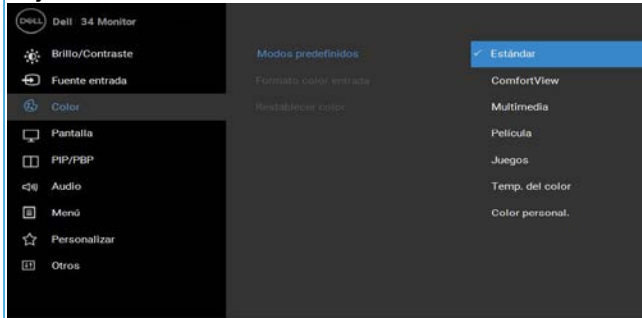 DELL Dell 34 Monitor
Brillo/Contraste
Fuente entrada
Color
Pantalla
PIP/PBP
Audio
Menú
Personalizar
Otros
Modos predefinidos
Formato color entrada
Restablecer color
✓ Estándar
ComfortView
Multimedia
Película
Juegos
Temp. del color
Color personal.